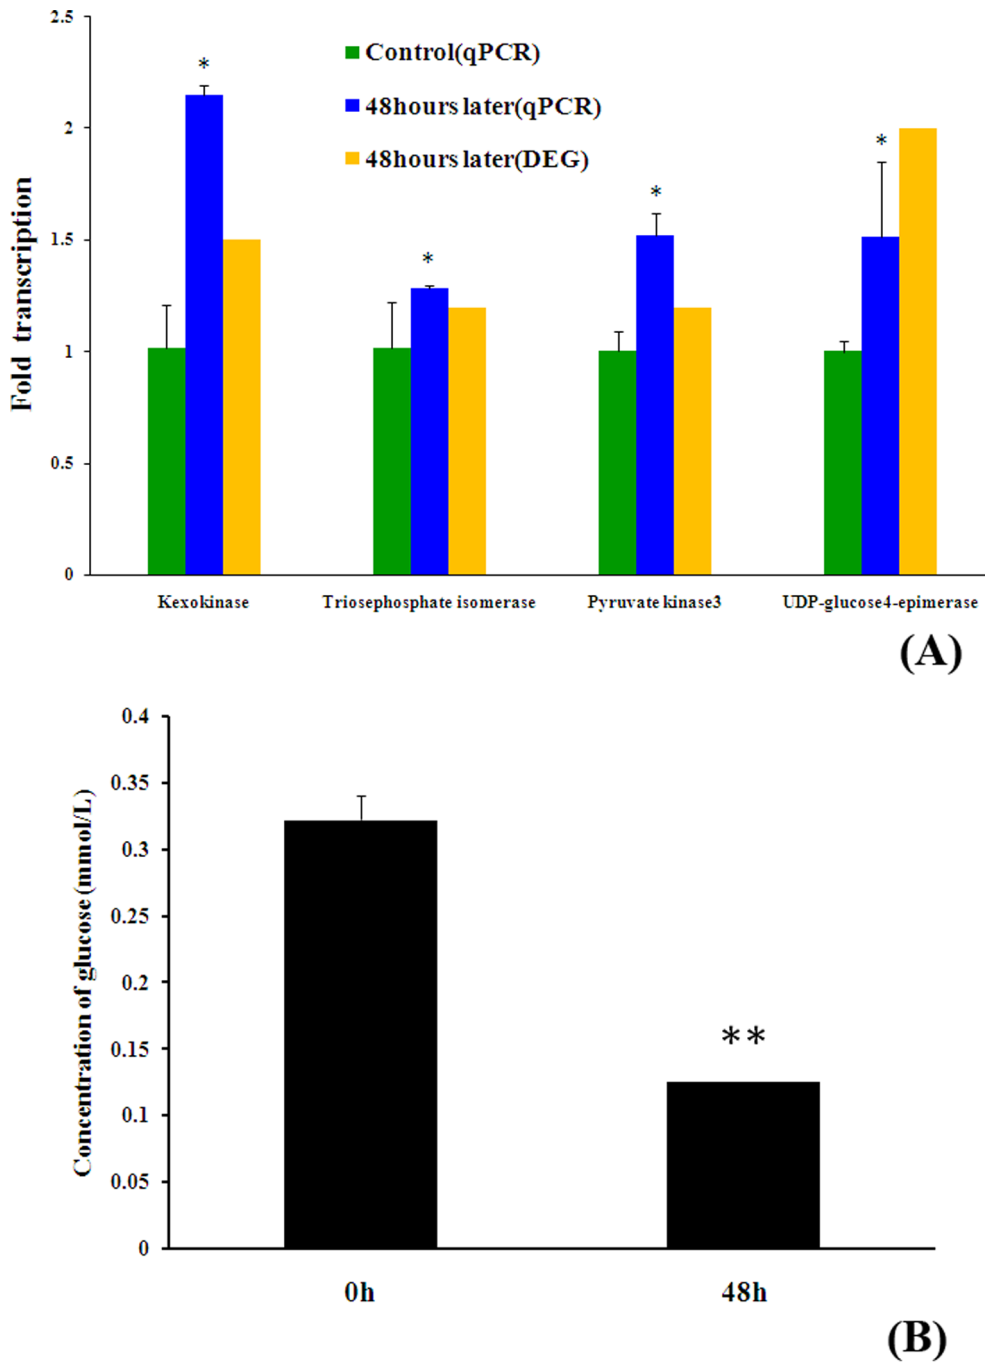 2.5
2
1.5
1
0.5
0
Fold transcription
Control(qPCR)
48hours later(qPCR)
48hours later(DEG)
*
*
*
*
Kexokinase
Triosephosphate isomerase
Pyruvate kinase3
UDP-glucose4-epimerase
(A)
0.4
0.35
0.3
0.25
0.2
0.15
0.1
0.05
0
Concentration of glucose (mmol/L)
**
0h
48h
(B)